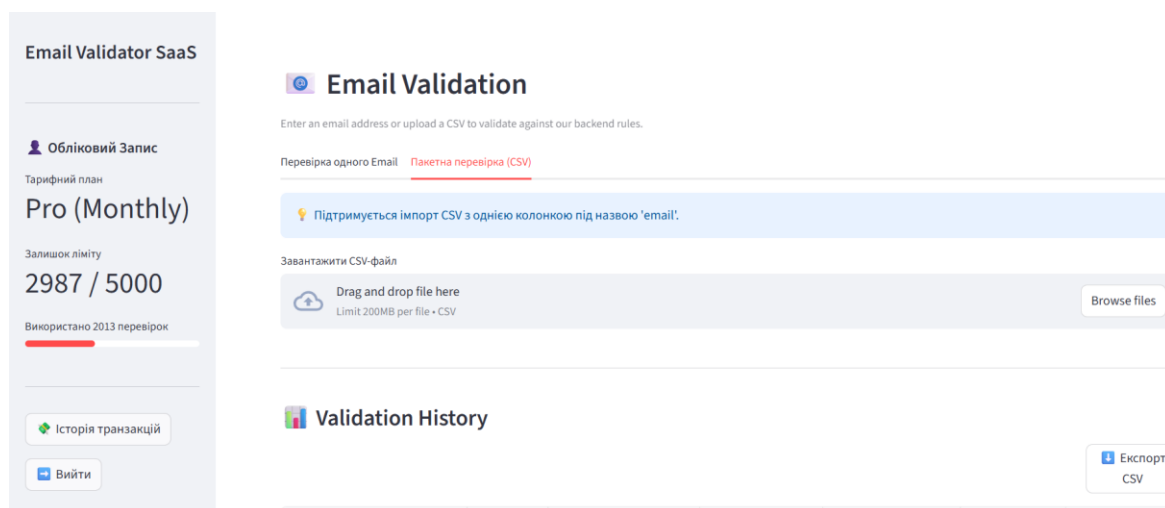 Email Validator SaaS
Обліковий Запис
Тарифний план
Pro (Monthly)
Залишок ліміту
2987 / 5000
Використано 2013 перевірок
Історія транзакцій
Вийти
Email Validation
Enter an email address or upload a CSV to validate against our backend rules.
Перевірка одного Email Пакетна перевірка (CSV)
Підтримується імпорт CSV з однією колонкою під назвою 'email'.
Завантажити CSV-файл
Drag and drop file here
Limit 200MB per file • CSV
Browse files
Validation History
Експорт
CSV